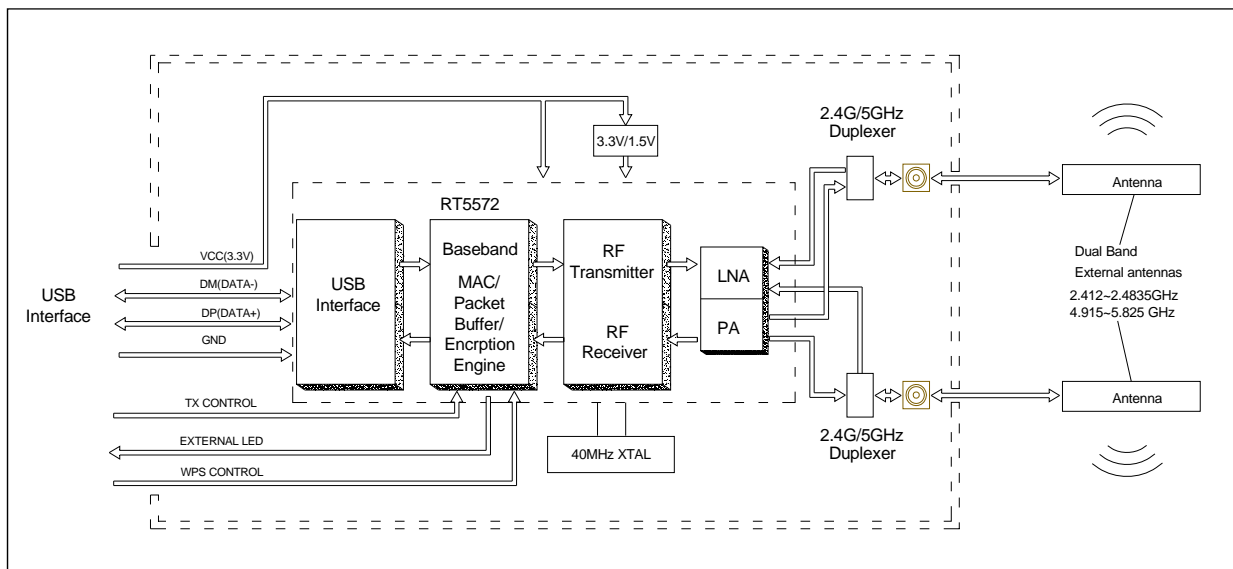 2.4G/5GHz
Duplexer
3.3V/1.5V
Antenna
RT5572
USB
Interface
VCC(3.3V)
DM(DATA-)
DP(DATA+)
GND
USB
Interface
Baseband
MAC/
Packet
Buffer/
Encrption
Engine
RF
Transmitter
RF
Receiver
LNA
PA
Dual Band
External antennas
2.412~2.4835GHz
4.915~5.825 GHz
Antenna
TX CONTROL
EXTERNAL LED
WPS CONTROL
40MHz XTAL
2.4G/5GHz
Duplexer